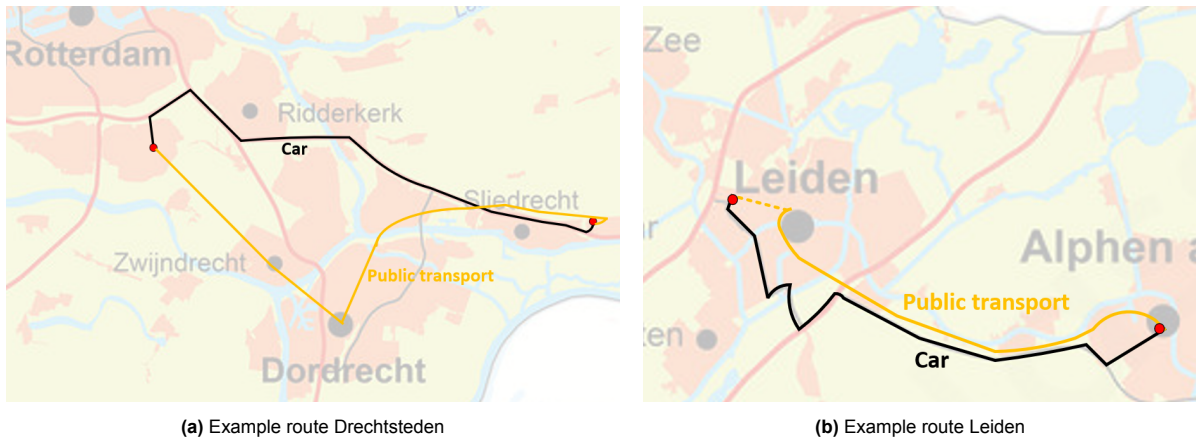 Rotterdam
Ridderkerk
Car
Sliedrecht
Zwijndrecht
Public transport
Dordrecht
(a) Example route Drechtsteden
Zee
Leiden
Alphen a
Public transport
Car
(b) Example route Leiden